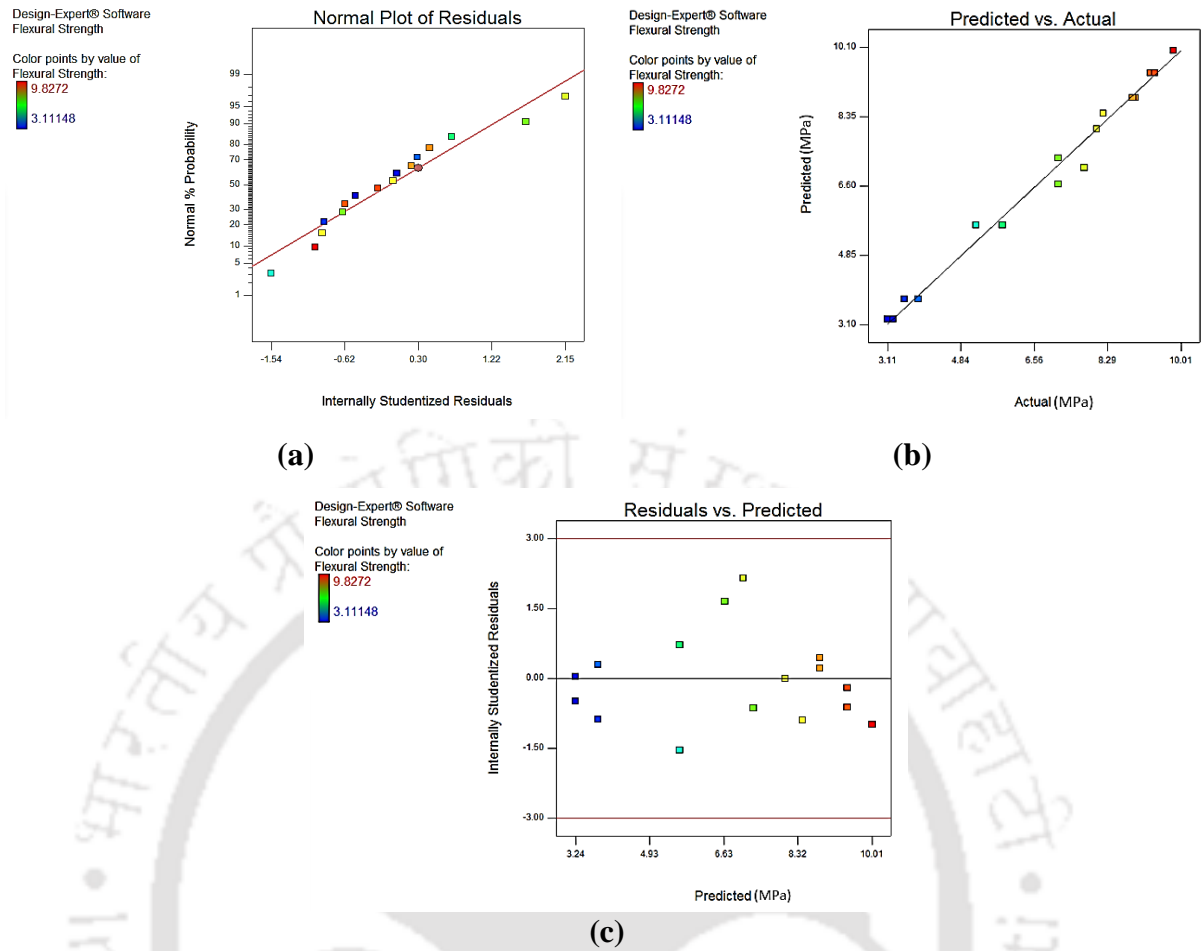 Design-Expert® Software
Flexural Strength
Color points by value of
Flexural Strength:
9.8272
3.11148
Normal Plot of Residuals
Normal % Probability
99
95
90
80
70
50
30
20
10
5
1
-1.54
-0.62
0.30
1.22
2.15
Internally Studentized Residuals
(a)
Design-Expert® Software
Flexural Strength
Color points by value of
Flexural Strength:
9.8272
3.11148
Predicted vs. Actual
Predicted (MPa)
10.10
8.35
6.60
4.85
3.10
3.11
4.84
6.56
8.29
10.01
Actual (MPa)
(b)
Design-Expert® Software
Flexural Strength
Color points by value of
Flexural Strength:
9.8272
3.11148
Residuals vs. Predicted
Internally Studentized Residuals
3.00
1.50
0.00
-1.50
-3.00
3.24
4.93
6.63
8.32
10.01
Predicted (MPa)
(c)